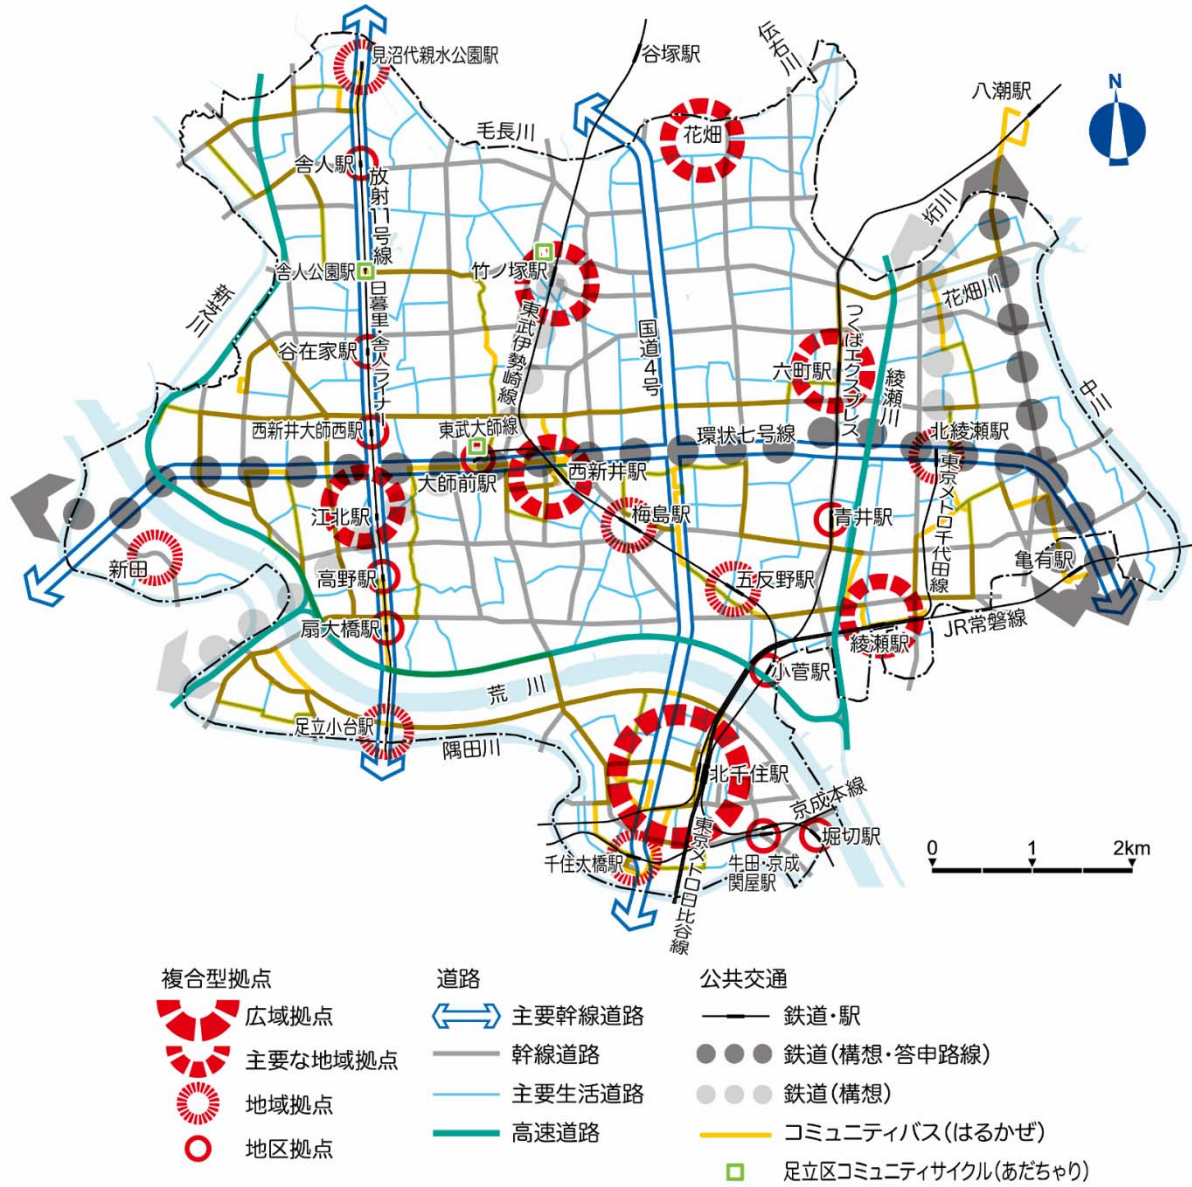 見沼代親水公園駅
谷塚駅
伝右川
八潮駅
N
毛長川
花畑
舎人駅
放射11号線
垳川
舎人公園駅
竹ノ塚駅
花畑川
新芝川
日暮里・舎人ライナー
東武伊勢崎線
国道4号
つくばエクスプレス
谷在家駅
六町駅
綾瀬川
中川
西新井大師西駅
東武大師線
環状七号線
北綾瀬駅
大師前駅
西新井駅
東京メトロ千代田線
江北駅
梅島駅
青井駅
新田
高野駅
五反野駅
亀有駅
扇大橋駅
綾瀬駅
JR常磐線
小菅駅
荒川
足立小台駅
隅田川
北千住駅
京成本線
堀切駅
千住大橋駅
東京メトロ日比谷線
牛田・京成
関屋駅
0 1 2km
複合型拠点
広域拠点
主要な地域拠点
地域拠点
地区拠点
道路
主要幹線道路
幹線道路
主要生活道路
高速道路
公共交通
鉄道・駅
鉄道(構想・答申路線)
鉄道(構想)
コミュニティバス(はるかぜ)
足立区コミュニティサイクル(あだちゃり)